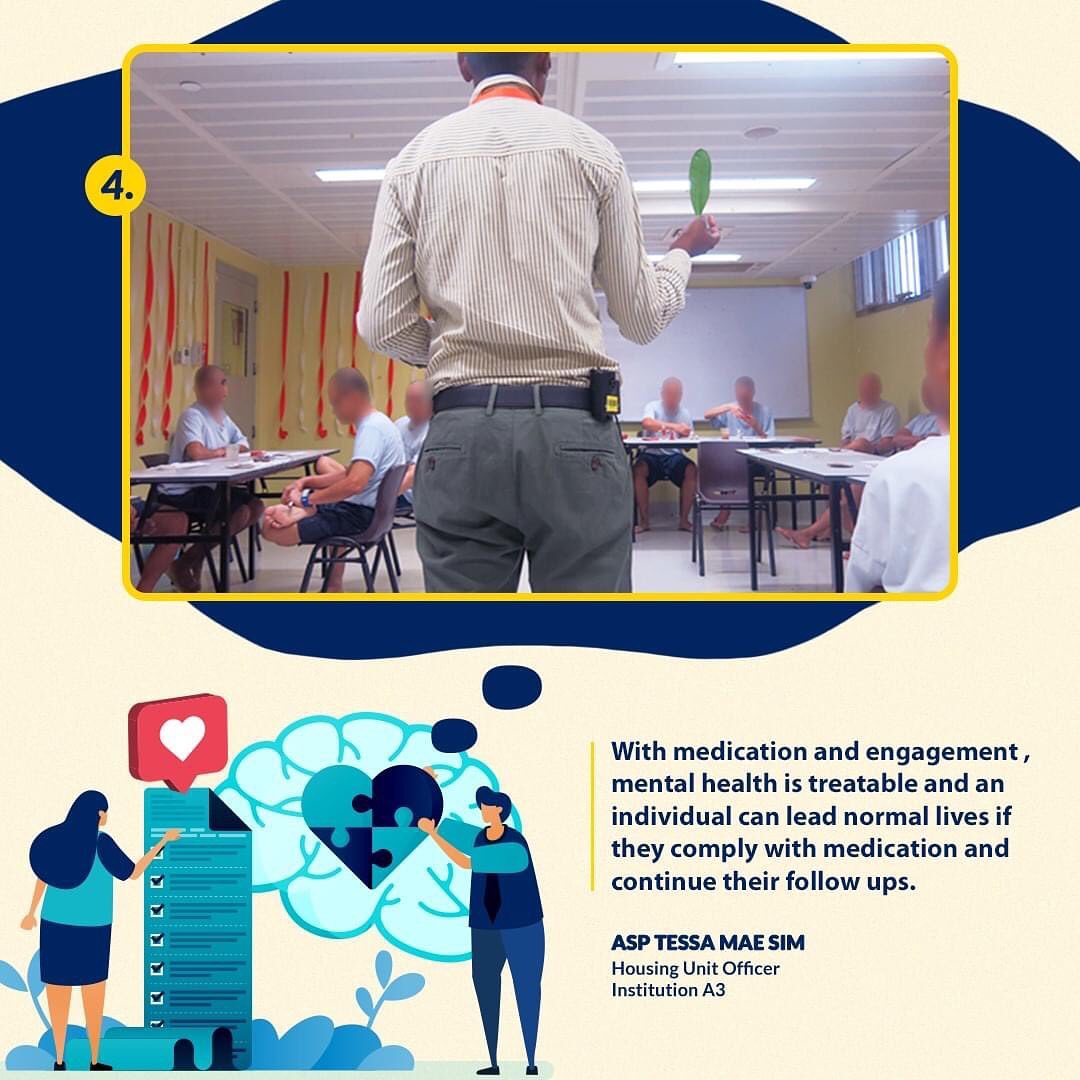 4.
With medication and engagement ,
mental health is treatable and an
individual can lead normal lives if
they comply with medication and
continue their follow ups.
ASP TESSA MAE SIM
Housing Unit Officer
Institution A3